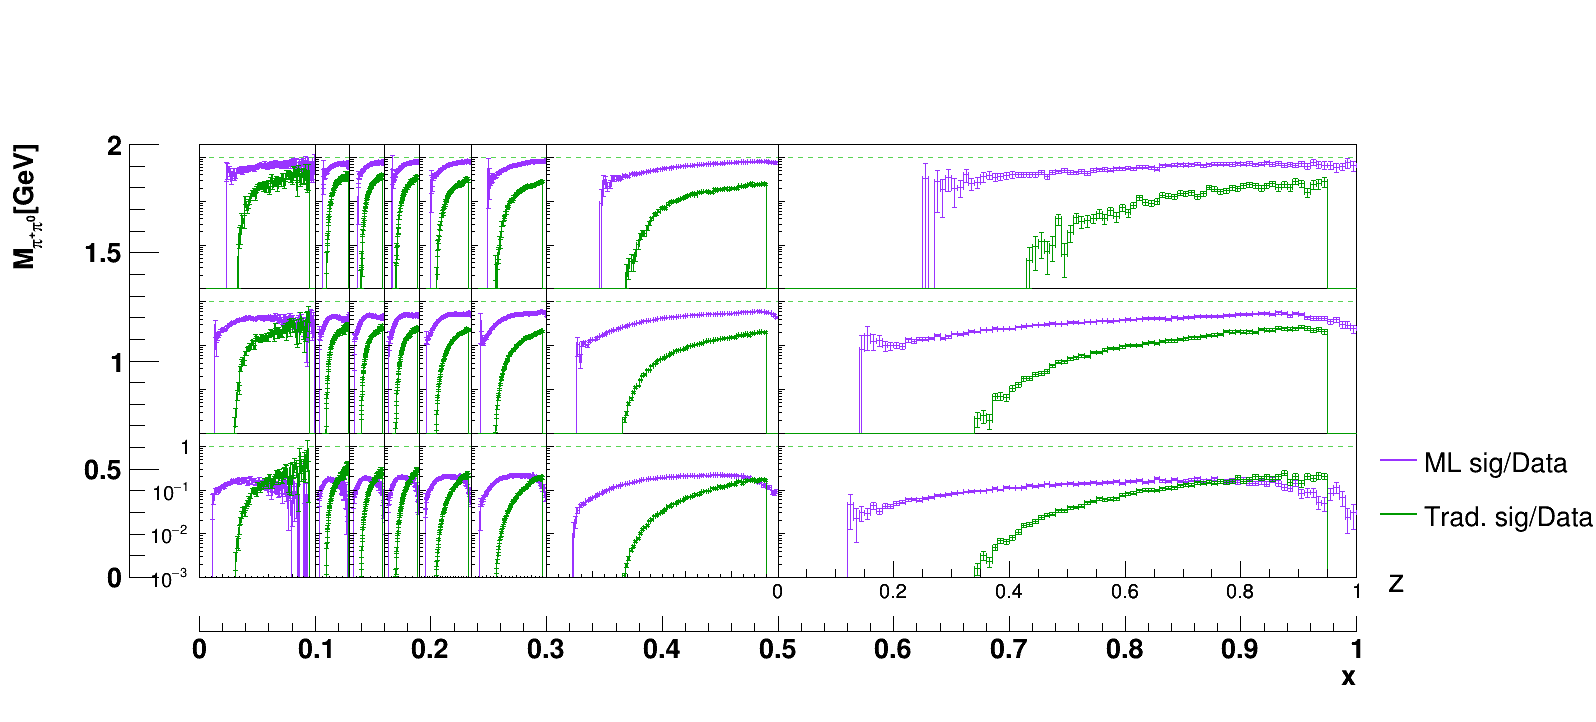 M_{π⁺π⁰}[GeV]
2
1.5
1
0.5
0
1
10⁻¹
10⁻²
10⁻³
ML sig/Data
Trad. sig/Data
0 0.2 0.4 0.6 0.8 1 z
0 0.1 0.2 0.3 0.4 0.5 0.6 0.7 0.8 0.9 1
x